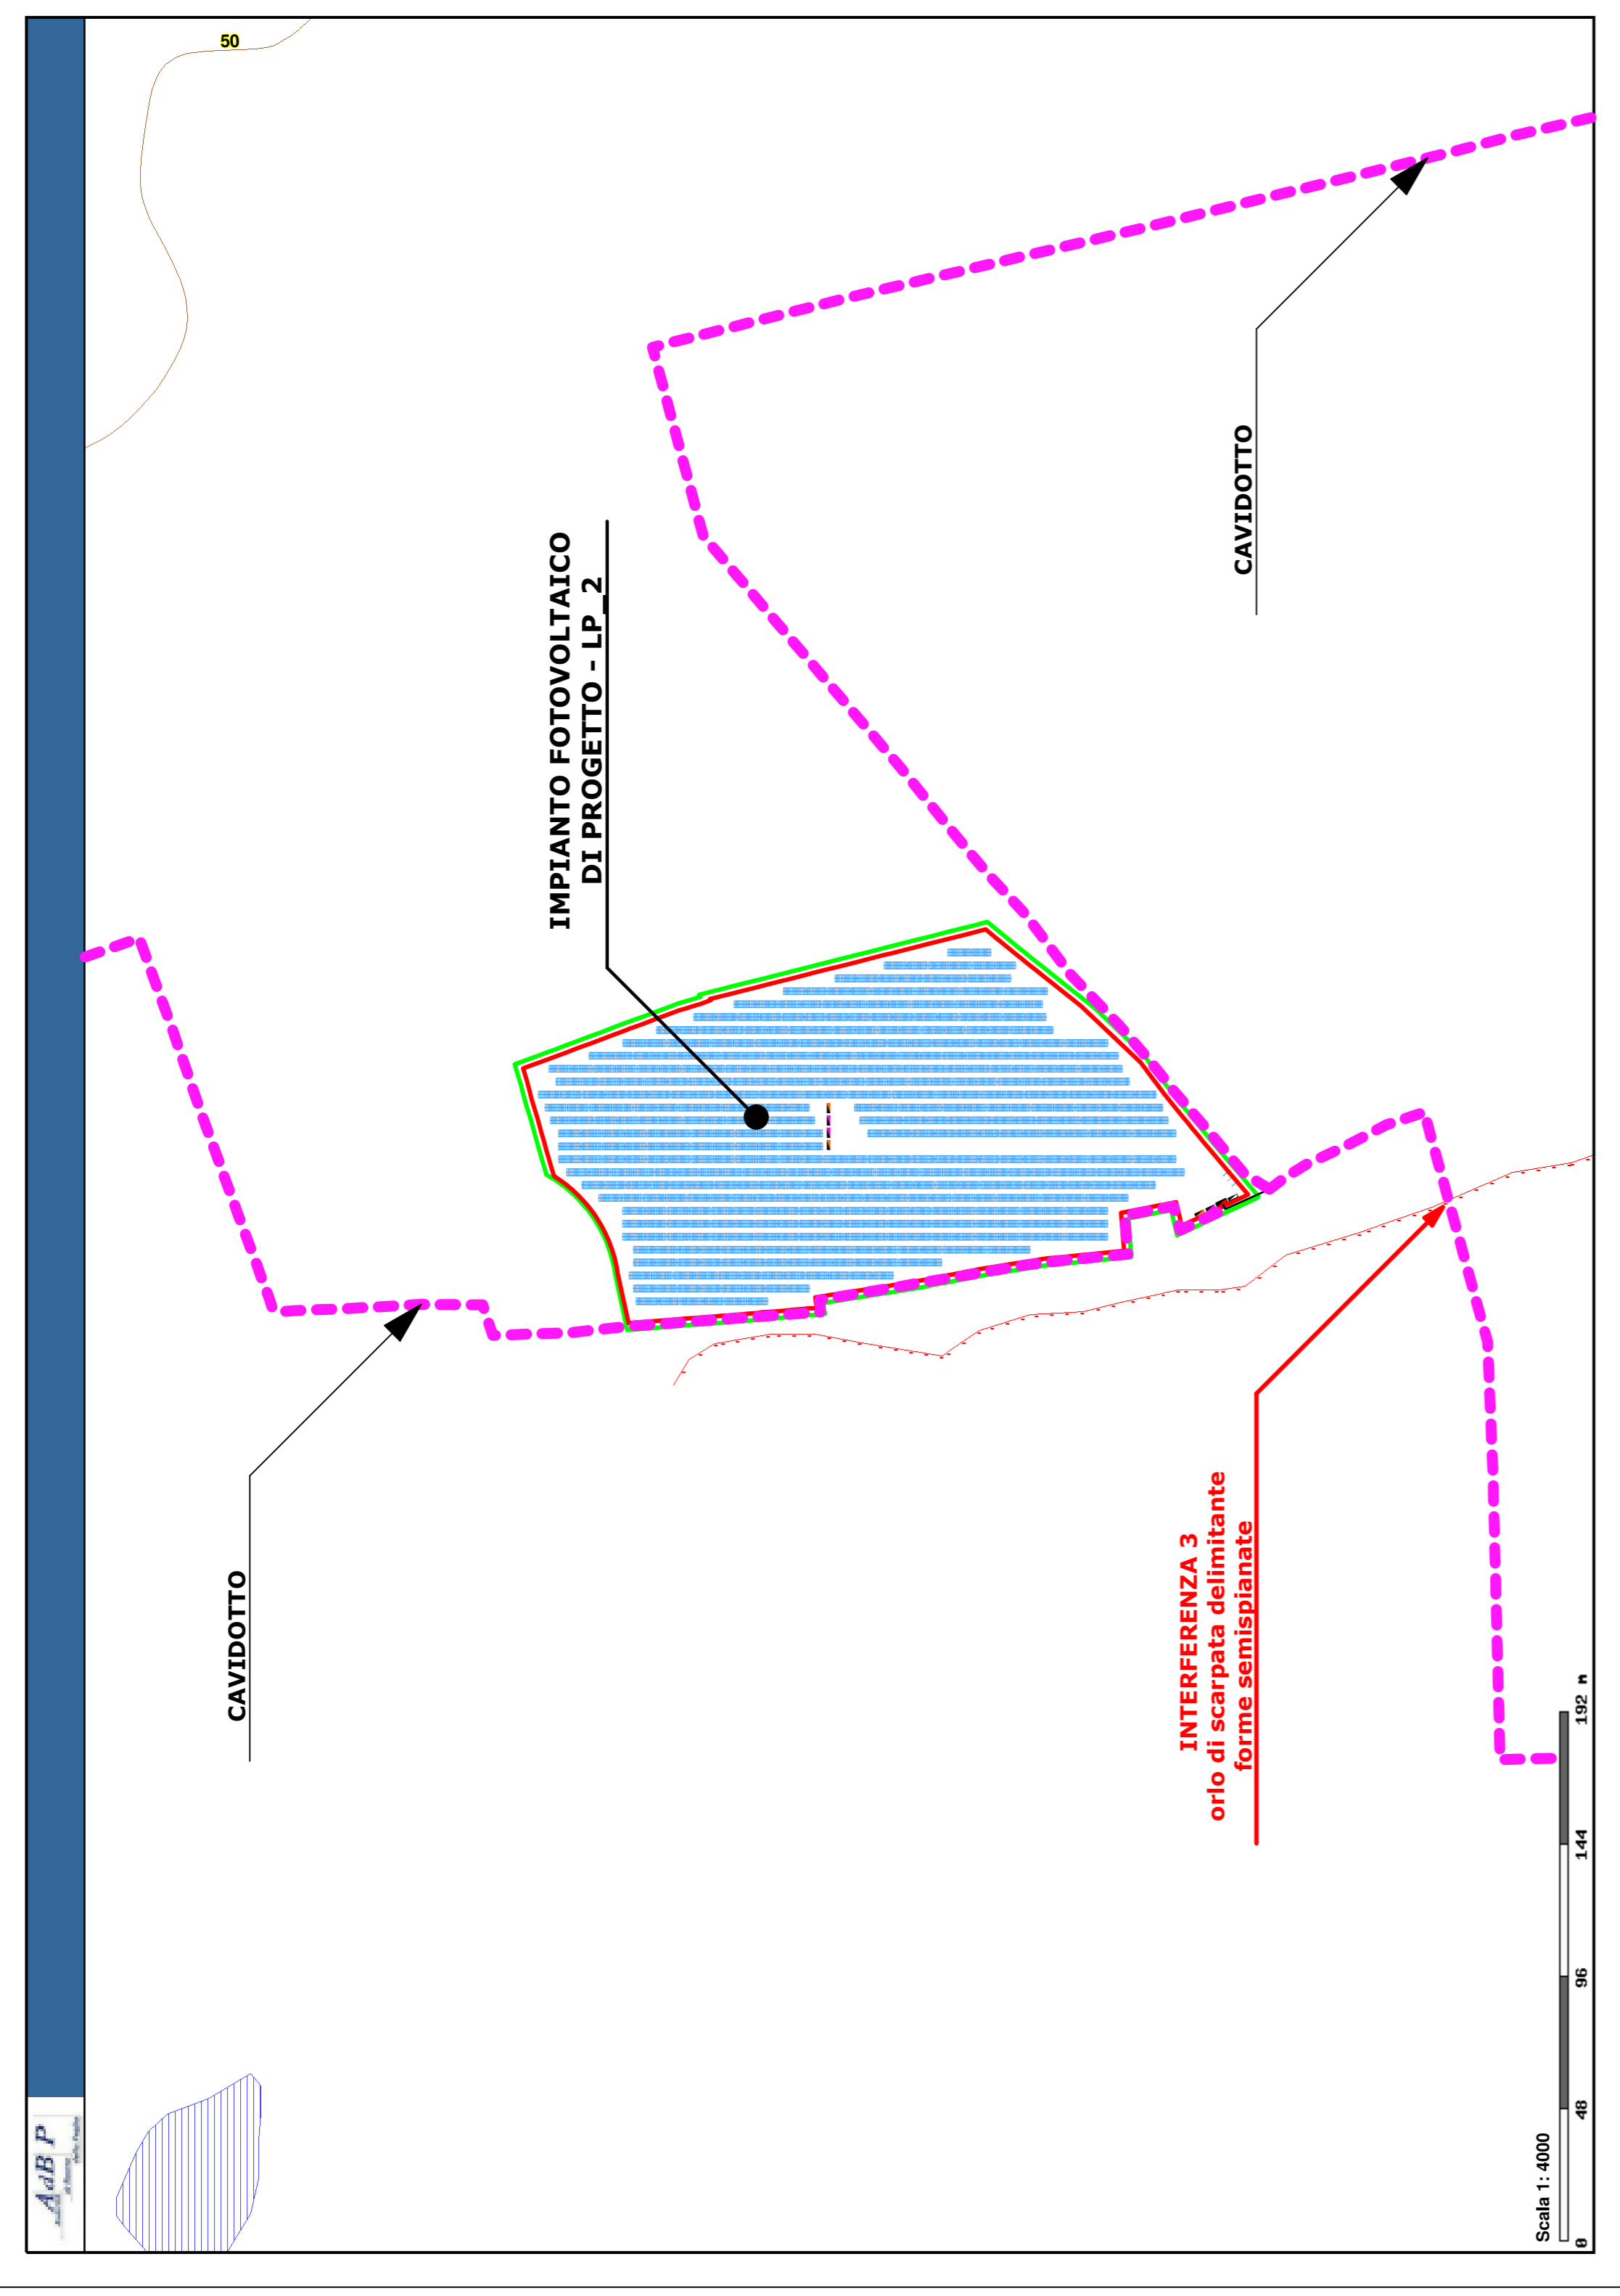 AdB P
50
CAVIDOTTO
IMPIANTO FOTOVOLTAICO
DI PROGETTO - LP_2
INTERFERENZA 3
orlo di scarpata delimitante
forme semispianate
CAVIDOTTO
Scala 1: 4000
0 48 96 144 192 m